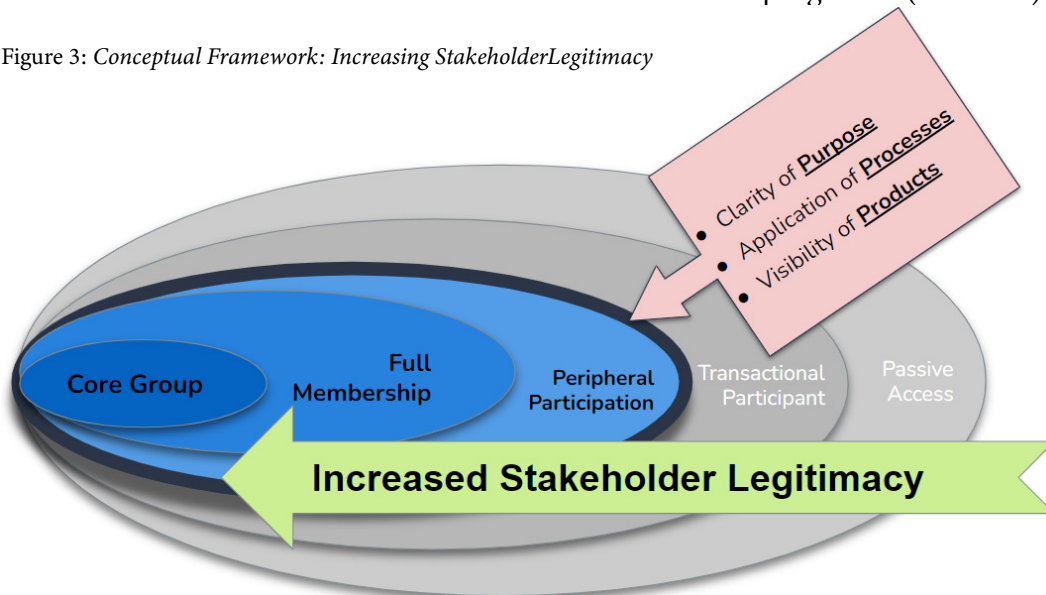 Figure 3: Conceptual Framework: Increasing StakeholderLegitimacy
• Clarity of Purpose
• Application of Processes
• Visibility of Products
Core Group
Full
Membership
Peripheral
Participation
Transactional
Participant
Passive
Access
Increased Stakeholder Legitimacy